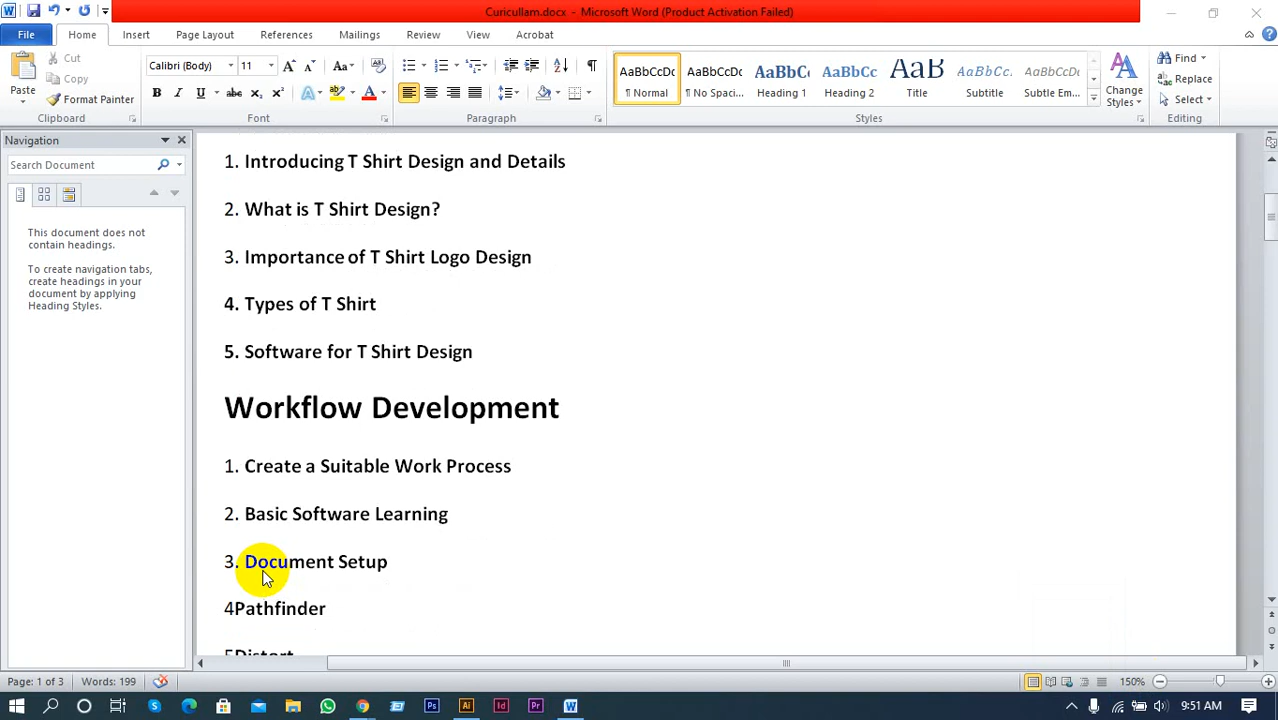 Curicullam.docx - Microsoft Word (Product Activation Failed)
File Home Insert Page Layout References Mailings Review View Acrobat
Paste
Cut
Copy
Format Painter
Clipboard
Calibri (Body) 11
Font
Paragraph
AaBbCcDc ¶ Normal
AaBbCcDc ¶ No Spaci...
AaBbC Heading 1
AaBbCc Heading 2
AaB Title
AaBbCcL Subtitle
AaBbCcDc Subtle Em...
Change Styles
Styles
Find
Replace
Select
Editing
Navigation
Search Document
This document does not
contain headings.
To create navigation tabs,
create headings in your
document by applying
Heading Styles.
1. Introducing T Shirt Design and Details
2. What is T Shirt Design?
3. Importance of T Shirt Logo Design
4. Types of T Shirt
5. Software for T Shirt Design
Workflow Development
1. Create a Suitable Work Process
2. Basic Software Learning
3. Document Setup
4Pathfinder
5Distort
Page: 1 of 3 Words: 199 150%
9:51 AM